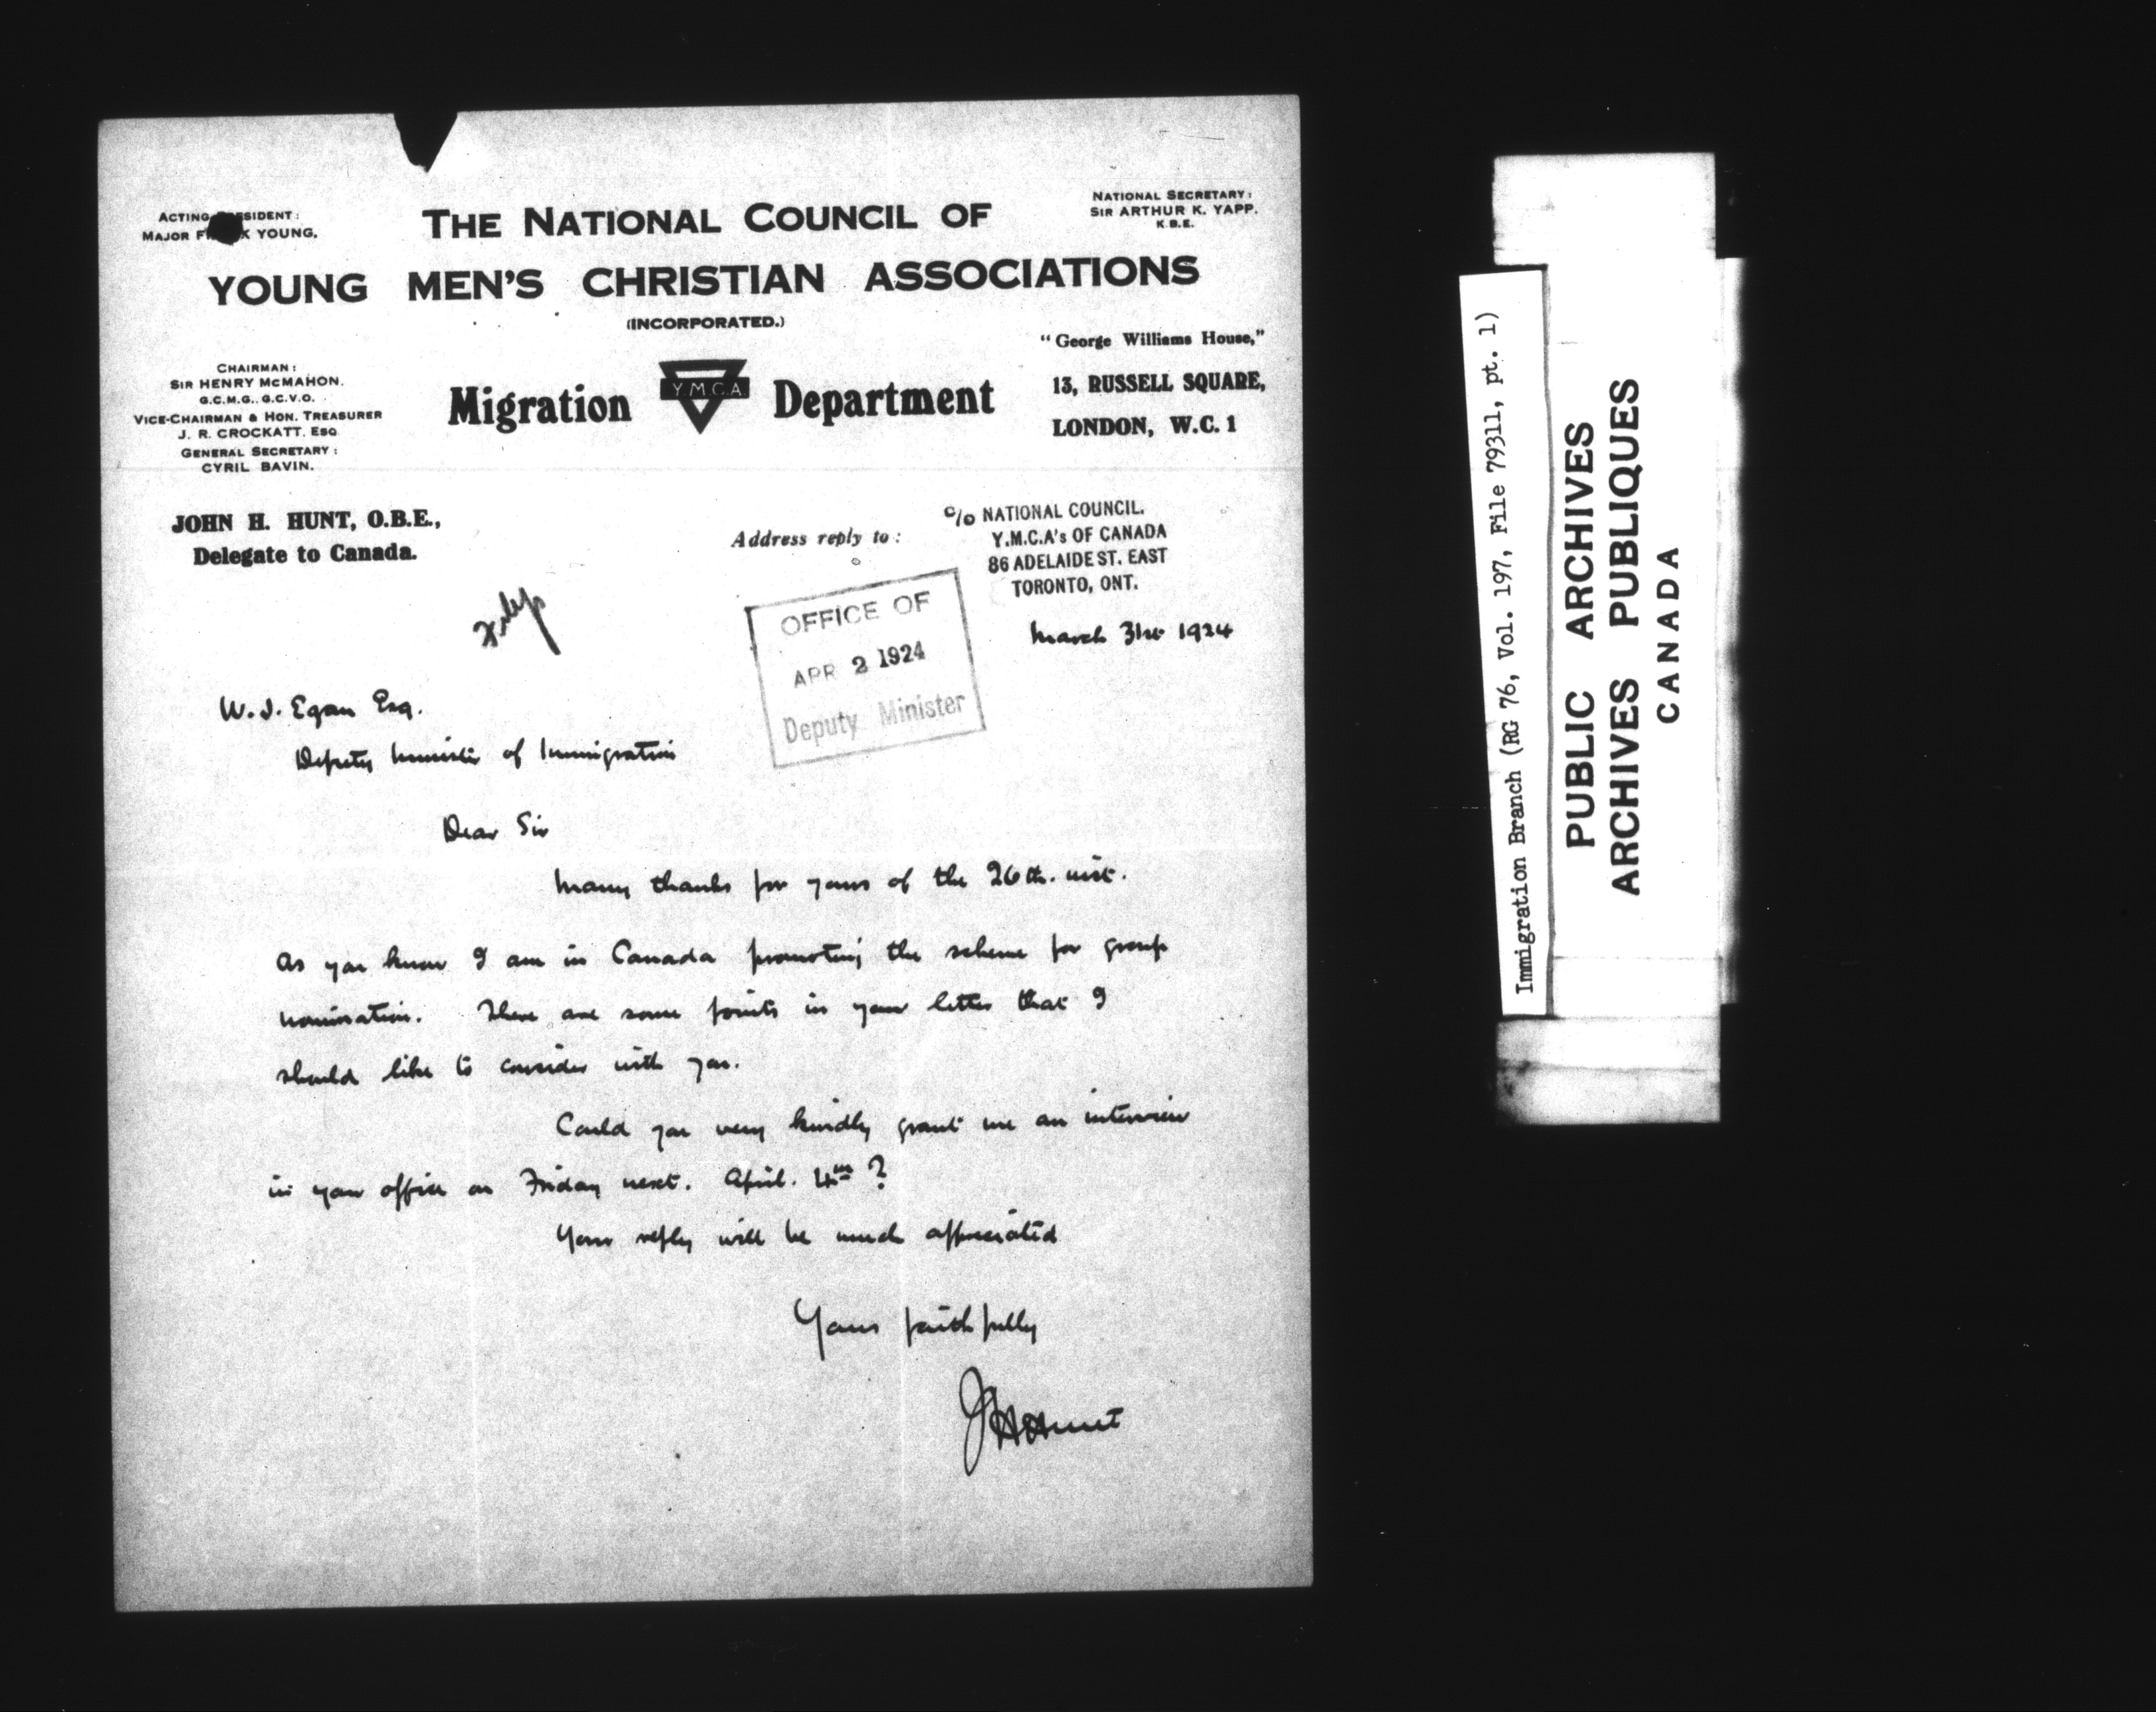 ACTING PRESIDENT:
MAJOR FRANK YOUNG.
THE NATIONAL COUNCIL OF
NATIONAL SECRETARY:
SIR ARTHUR K. YAPP.
K.B.E.
YOUNG MEN'S CHRISTIAN ASSOCIATIONS
(INCORPORATED.)
CHAIRMAN:
SIR HENRY McMAHON.
G.C.M.G., G.C.V.O.
VICE-CHAIRMAN & HON. TREASURER
J. R. CROCKATT. ESQ
GENERAL SECRETARY:
CYRIL BAVIN.
Migration Y.M.C.A. Department
"George Williams House,"
13, RUSSELL SQUARE,
LONDON, W.C. 1
JOHN H. HUNT, O.B.E.,
Delegate to Canada.
Address reply to:
c/o NATIONAL COUNCIL.
Y.M.C.A's OF CANADA
86 ADELAIDE ST. EAST
TORONTO, ONT.
OFFICE OF
APR 2 1924
Deputy Minister
March 31st 1924
W. J. Egan Esq.
Deputy Minister of Immigration
Dear Sir
Many thanks for yours of the 26th. inst.
As you know I am in Canada promoting the scheme for group
nomination. There are some points in your letter that I
should like to consider with you.
Could you very kindly grant me an interview
in your office on Friday next. April. 4th ?
Your reply will be much appreciated
Yours faithfully
JHHunt
Immigration Branch (RG 76, Vol. 197, File 79311, pt. 1)
PUBLIC ARCHIVES
ARCHIVES PUBLIQUES
CANADA